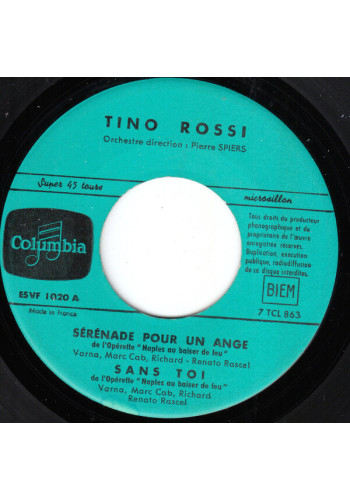 TINO ROSSI
Orchestre direction : Pierre SPIERS
Super 45 tours
microsillon
Columbia
Tous droits du producteur
phonographique et du
propriétaire de l'œuvre
enregistrée réservés.
Duplication, exécution
publique, radiodiffusion
de ce disque interdites.
ESVF 1020 A
Made in France
BIEM
7 TCL 863
SÉRÉNADE POUR UN ANGE
de l'Opérette "Naples au baiser de feu"
Varna, Marc Cab, Richard - Renato Rascel
SANS TOI
de l'Opérette "Naples au baiser de feu"
Varna, Marc Cab, Richard
Renato Rascel